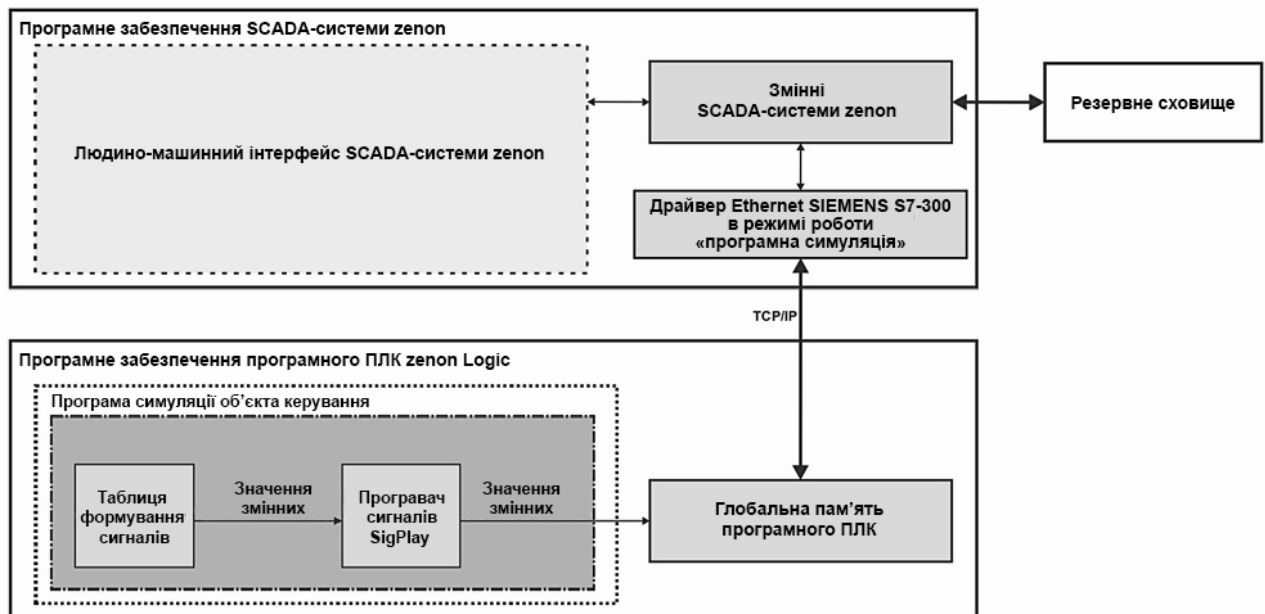 Програмне забезпечення SCADA-системи zenon
Людино-машинний інтерфейс SCADA-системи zenon
Змінні
SCADA-системи zenon
Резервне сховище
Драйвер Ethernet SIEMENS S7-300
в режимі роботи
«програмна симуляція»
TCP/IP
Програмне забезпечення програмного ПЛК zenon Logic
Програма симуляції об’єкта керування
Таблиця
формування
сигналів
Значення
змінних
Програвач
сигналів
SigPlay
Значення
змінних
Глобальна пам’ять
програмного ПЛК